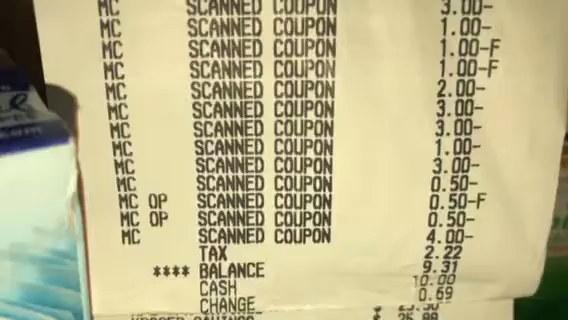 MC SCANNED COUPON 3.00-
MC SCANNED COUPON 1.00-
MC SCANNED COUPON 1.00-F
MC SCANNED COUPON 1.00-F
MC SCANNED COUPON 2.00-
MC SCANNED COUPON 3.00-
MC SCANNED COUPON 3.00-
MC SCANNED COUPON 1.00-
MC SCANNED COUPON 3.00-
MC SCANNED COUPON 0.50-
MC OP SCANNED COUPON 0.50-F
MC OP SCANNED COUPON 0.50-
MC SCANNED COUPON 4.00-
TAX 2.22
**** BALANCE 9.31
CASH 10.00
CHANGE 0.69
SAVINGS